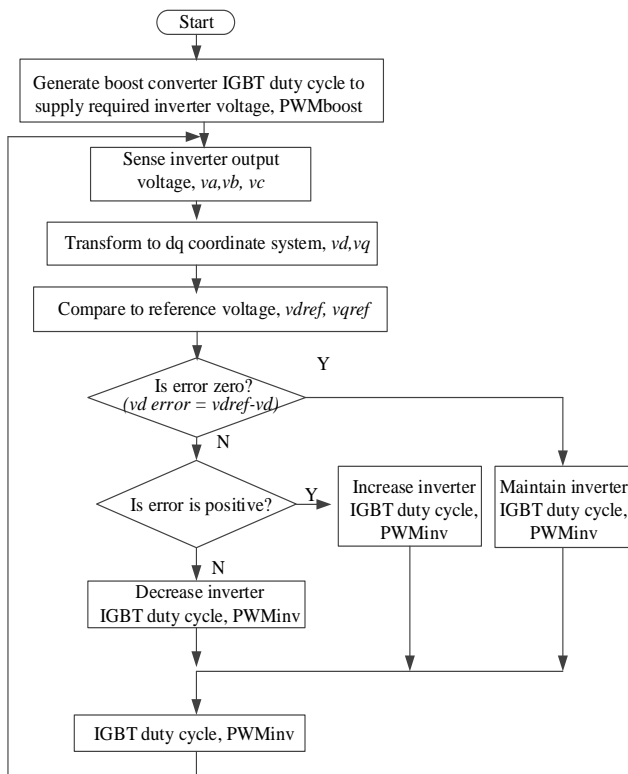 Start
Generate boost converter IGBT duty cycle to
supply required inverter voltage, PWMboost
Sense inverter output
voltage, va,vb, vc
Transform to dq coordinate system, vd,vq
Compare to reference voltage, vdref, vqref
Y
Is error zero?
(vd error = vdref-vd)
N
Is error is positive?
Y
Increase inverter
IGBT duty cycle,
PWMinv
Maintain inverter
IGBT duty cycle,
PWMinv
N
Decrease inverter
IGBT duty cycle, PWMinv
IGBT duty cycle, PWMinv